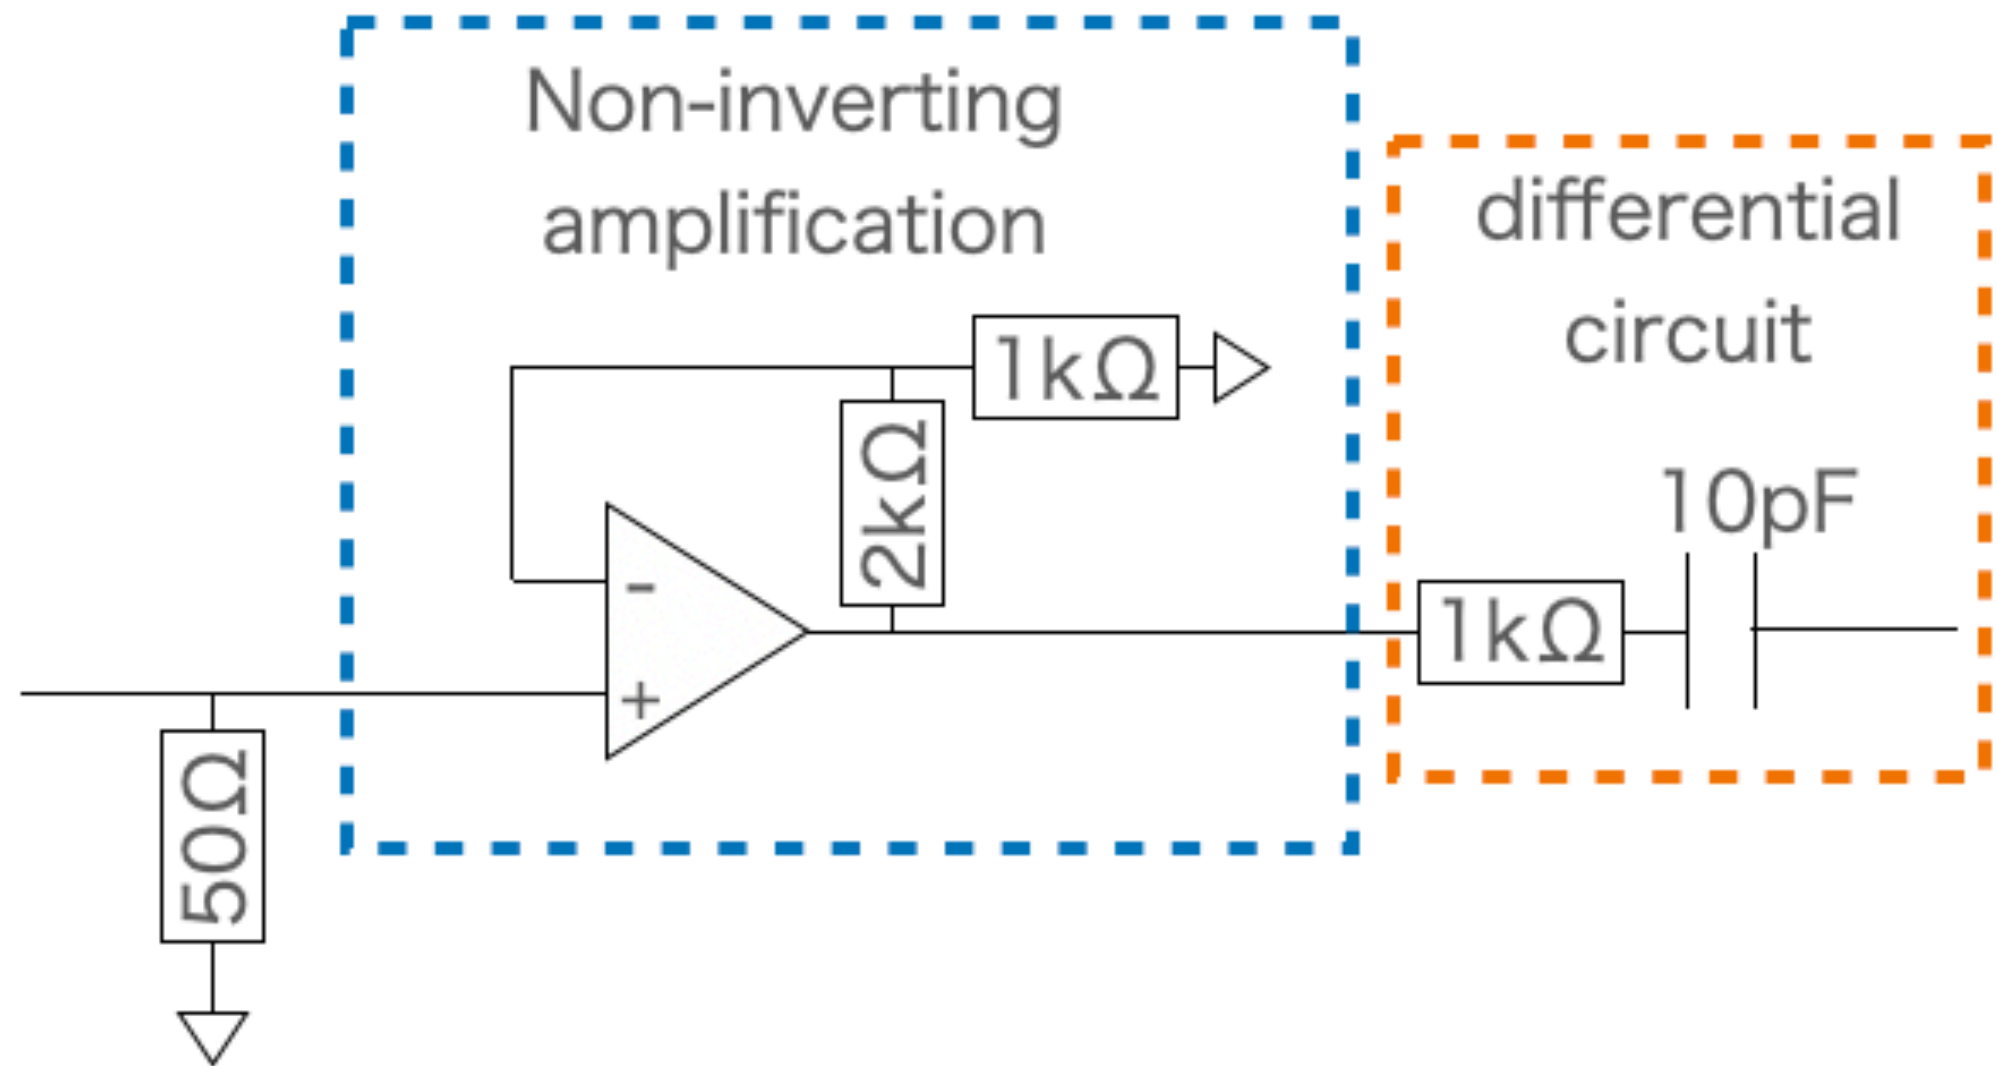 Non-inverting
amplification
differential
circuit
1kΩ
2kΩ
10pF
-
1kΩ
+
50Ω